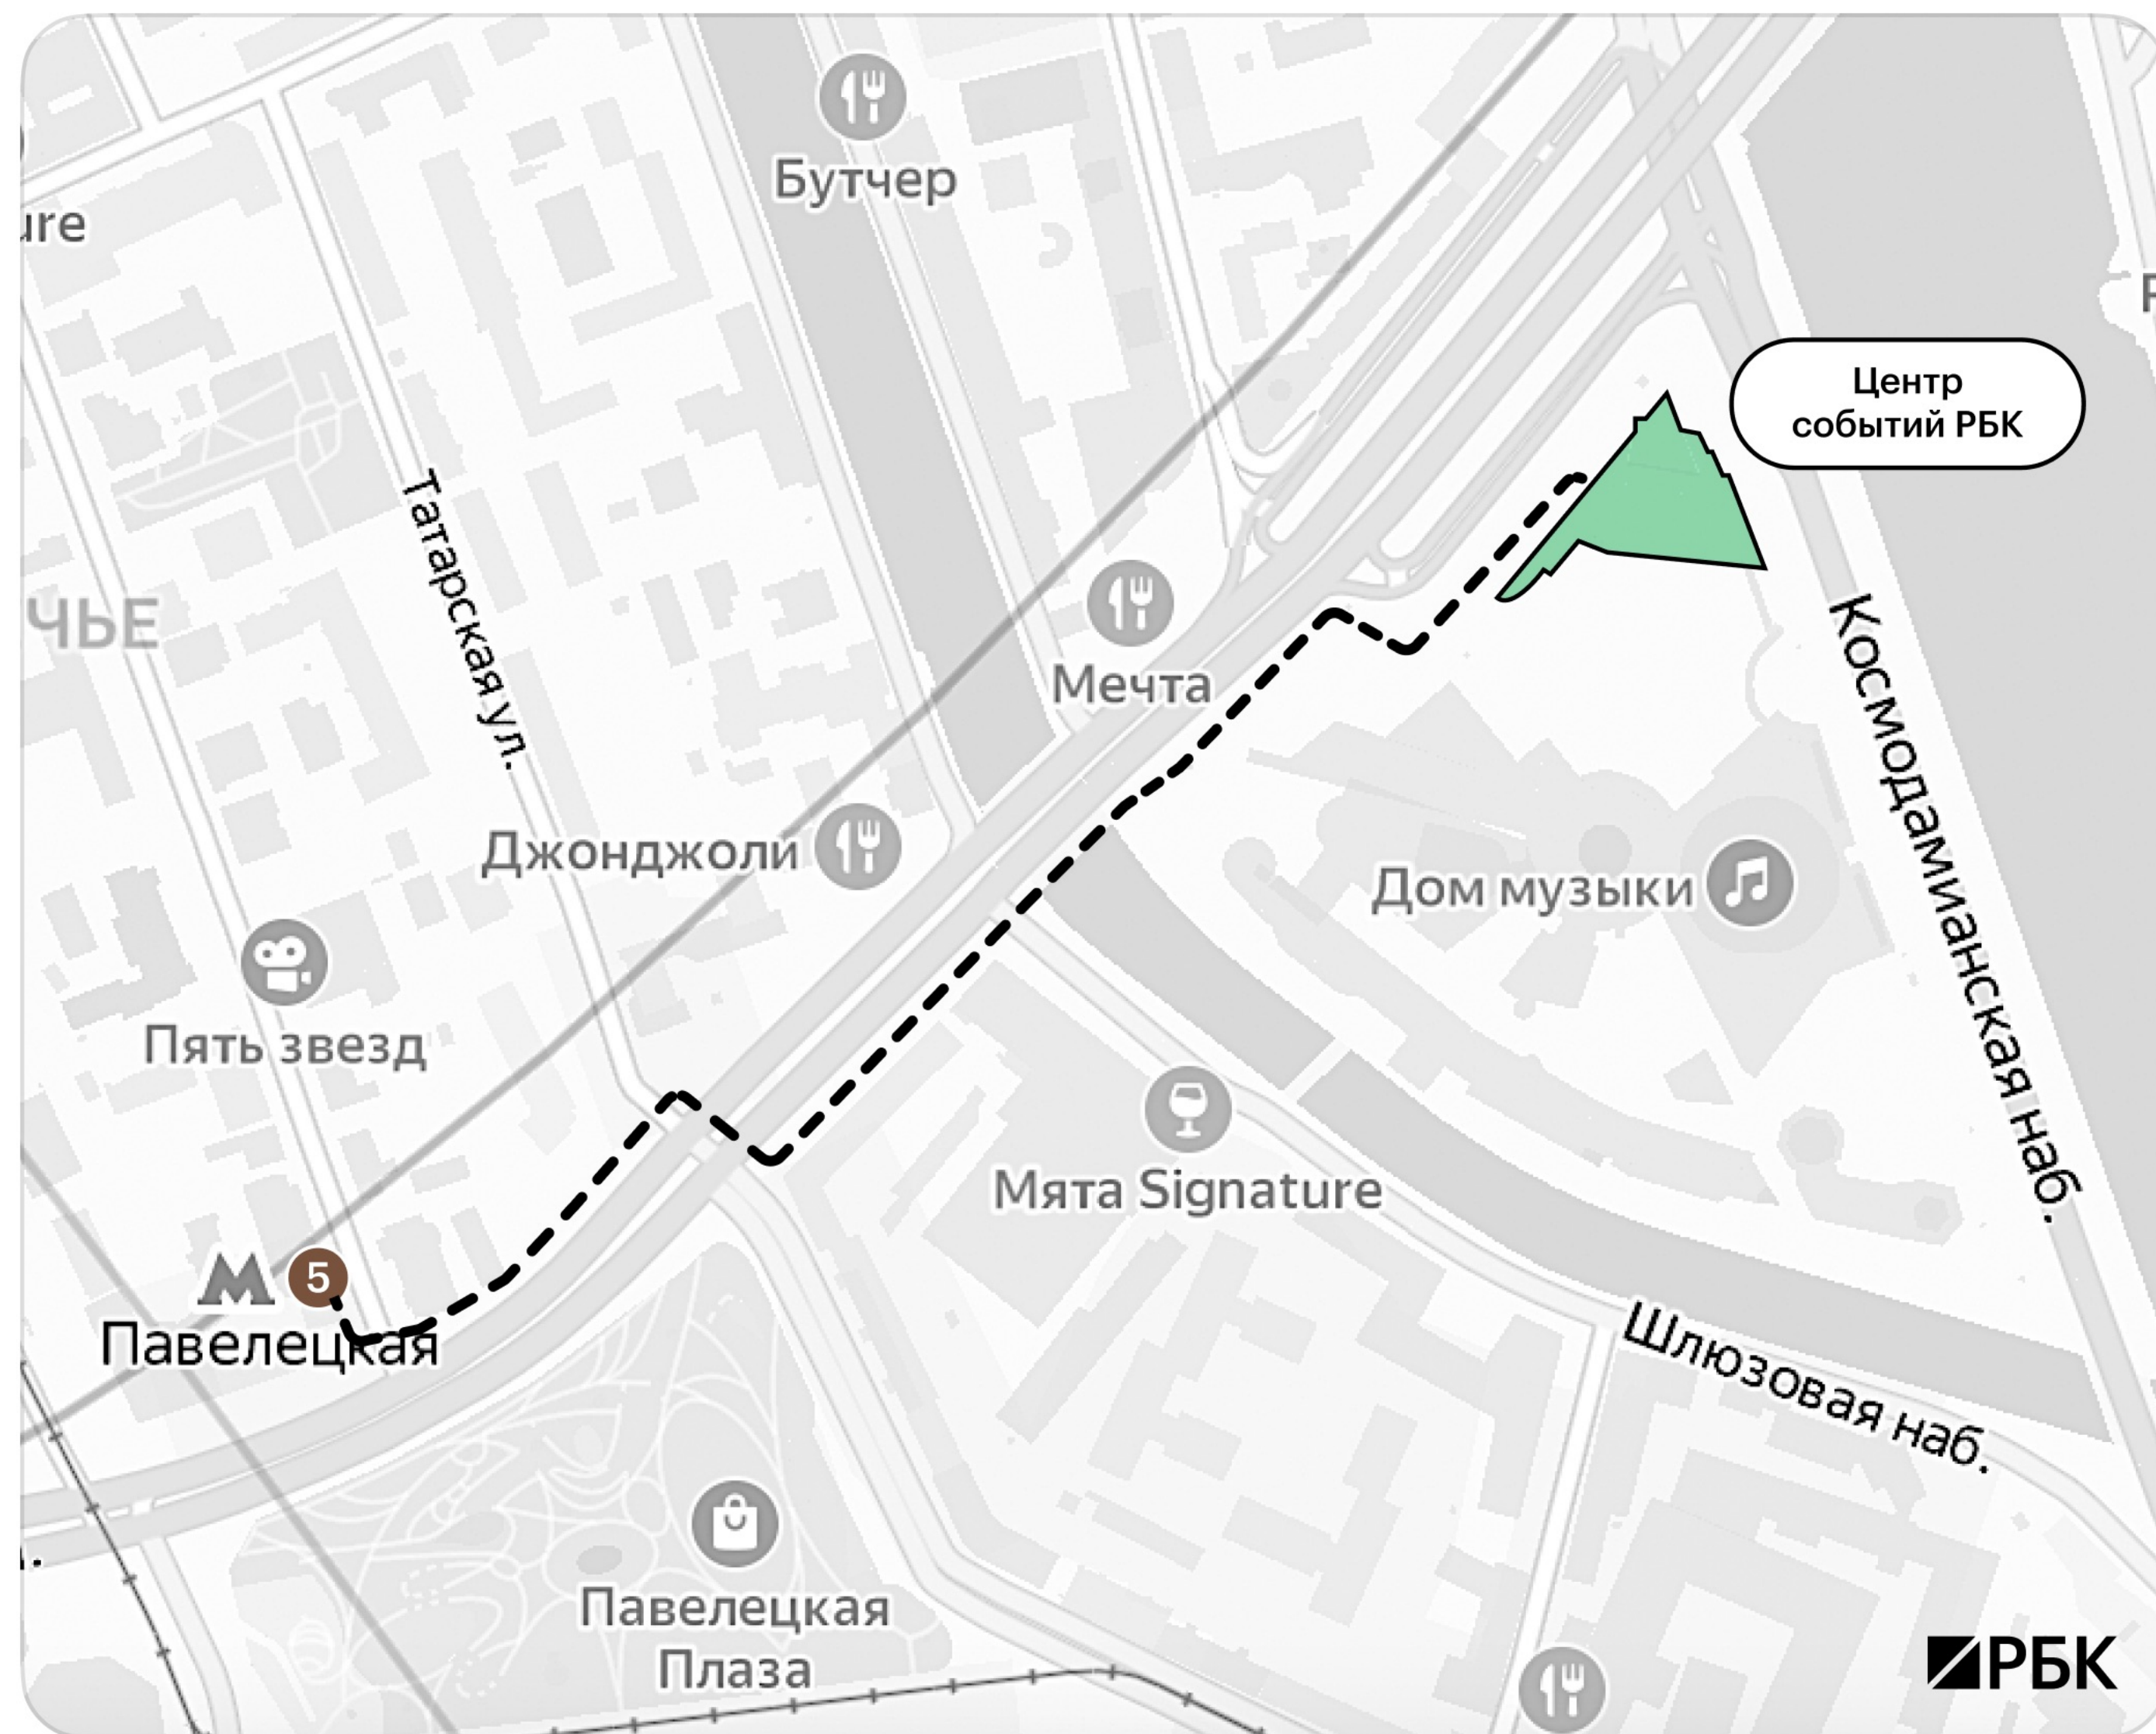 Бутчер
ure
Центр
событий РБК
Татарская ул.
ЧЬЕ
Мечта
Космодамианская наб.
Джонджоли
Дом музыки
Пять звезд
Мята Signature
5
Павелецкая
Шлюзовая наб.
Павелецкая
Плаза
РБК